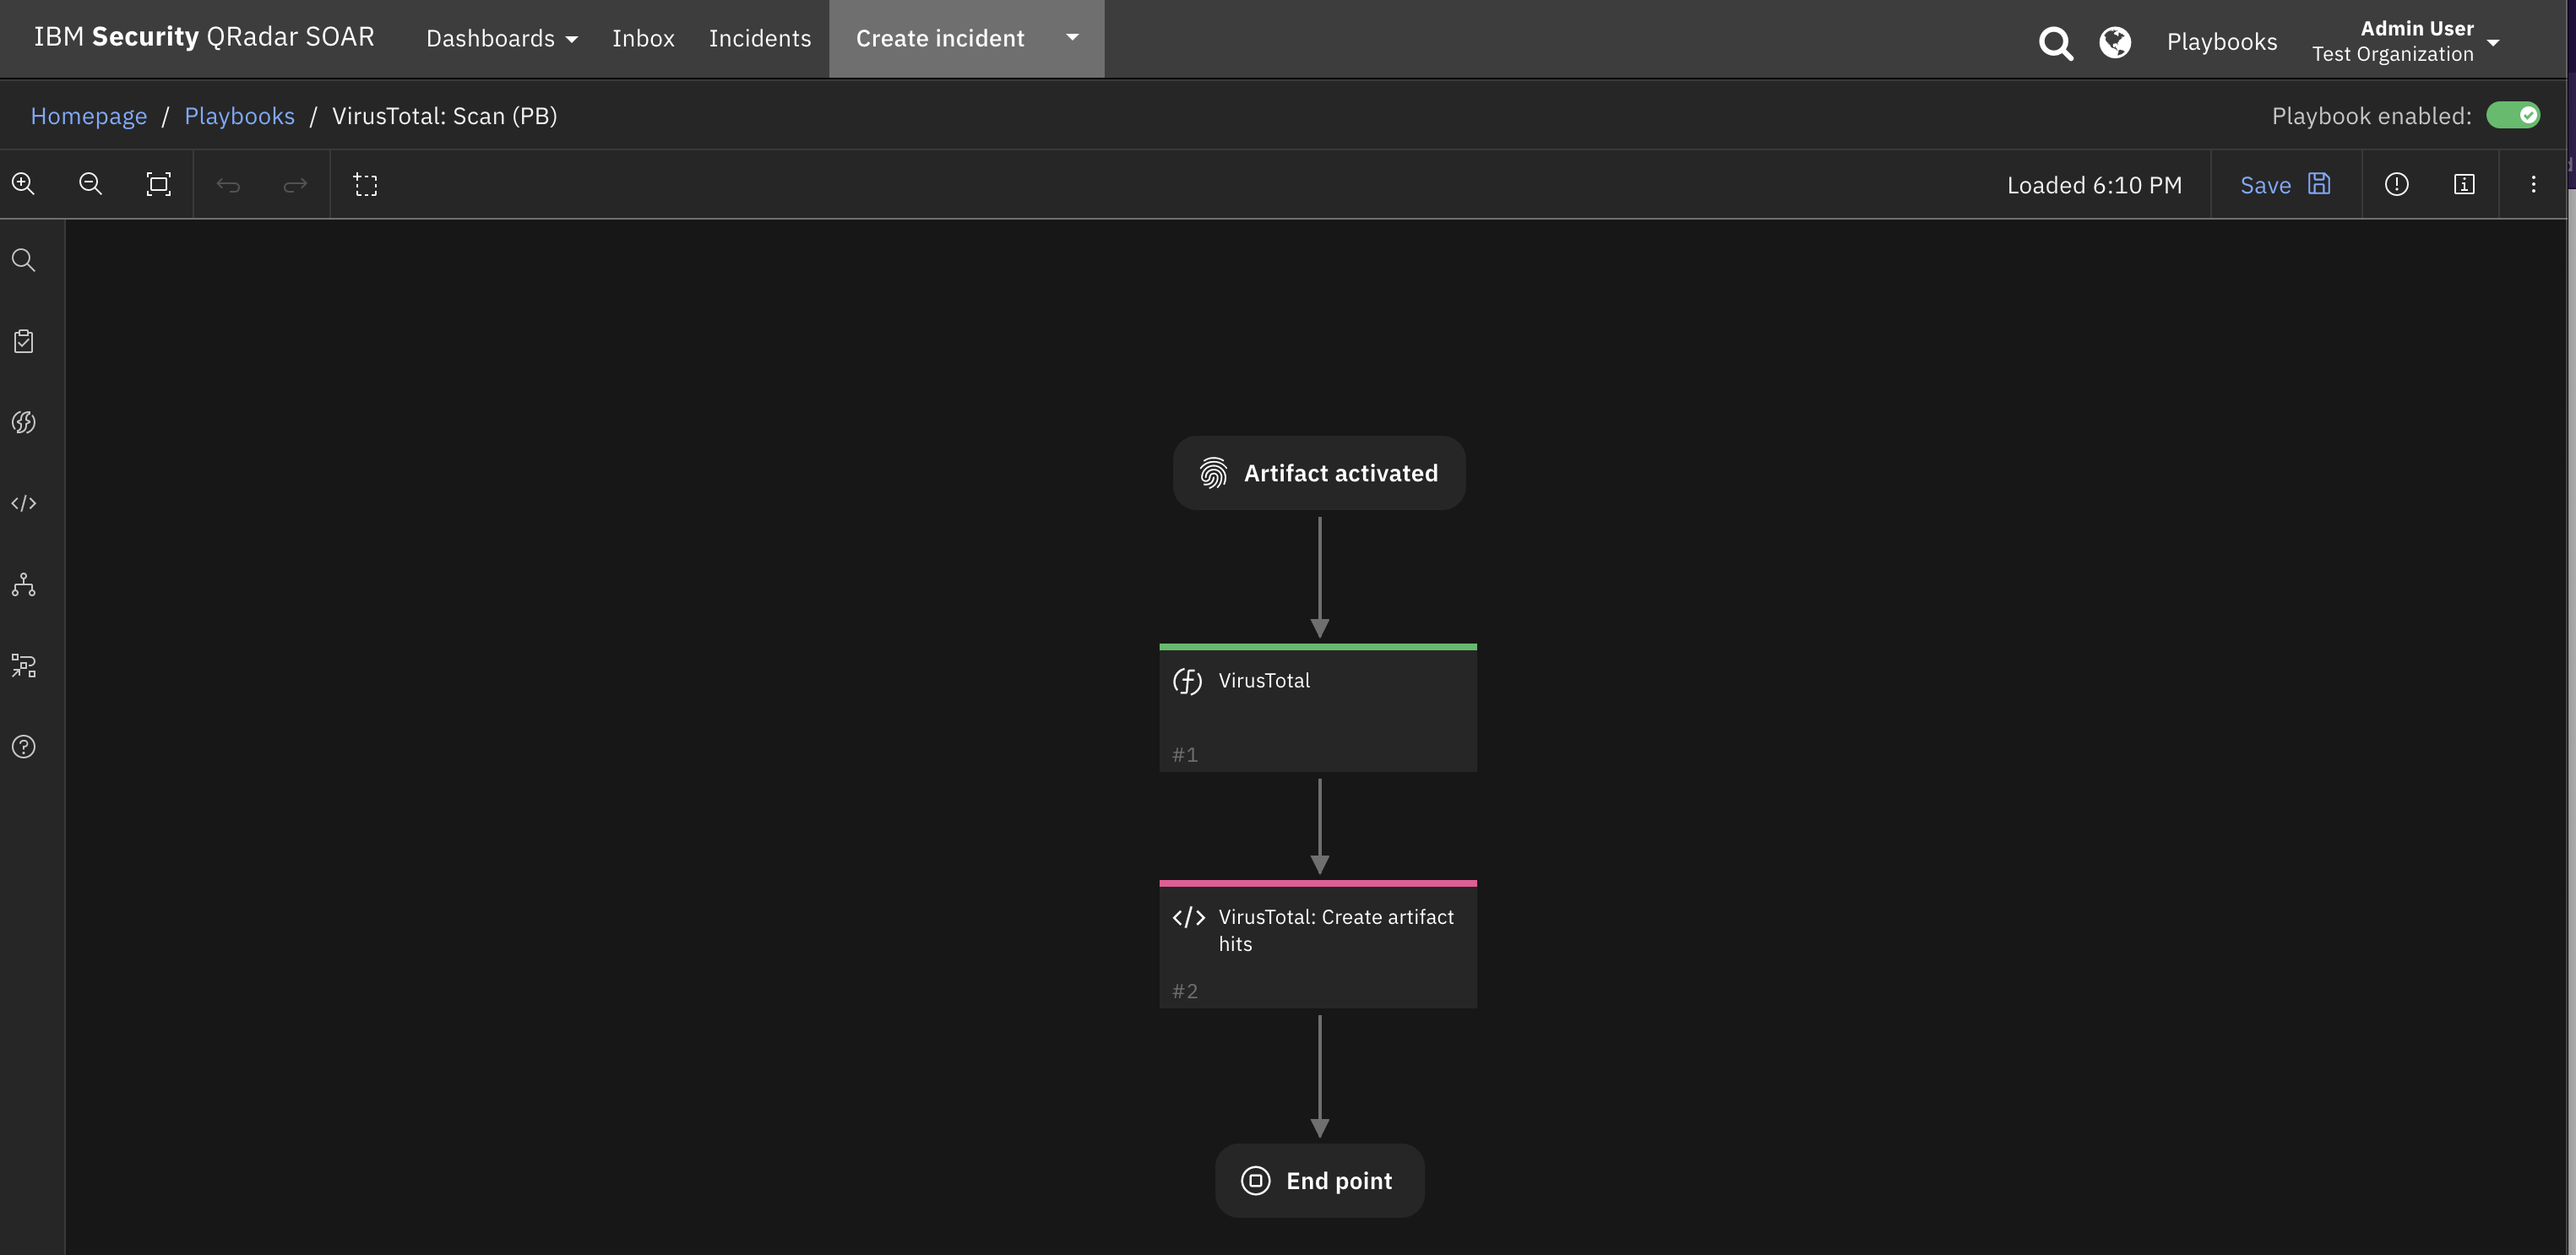 IBM Security QRadar SOAR Dashboards Inbox Incidents Create incident Playbooks Admin User
Test Organization
Homepage / Playbooks / VirusTotal: Scan (PB) Playbook enabled:
Loaded 6:10 PM Save
Artifact activated
VirusTotal
#1
</> VirusTotal: Create artifact
hits
#2
End point